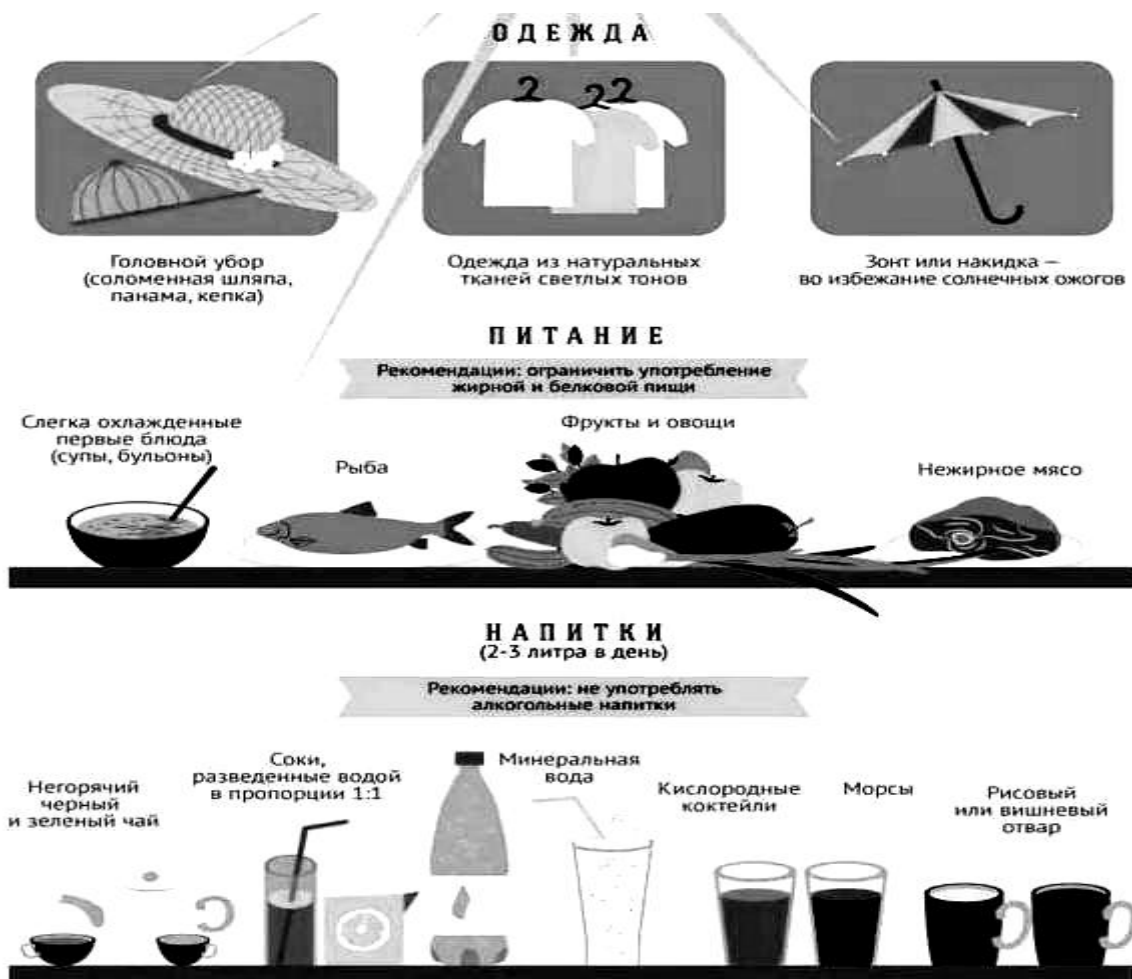 ОДЕЖДА
Головной убор
(соломенная шляпа,
панама, кепка)
Одежда из натуральных
тканей светлых тонов
Зонт или накидка –
во избежание солнечных ожогов
ПИТАНИЕ
Рекомендации: ограничить употребление
жирной и белковой пищи
Слегка охлажденные
первые блюда
(супы, бульоны)
Рыба
Фрукты и овощи
Нежирное мясо
НАПИТКИ
(2-3 литра в день)
Рекомендации: не употреблять
алкогольные напитки
Негорячий
черный
и зеленый чай
Соки,
разведенные водой
в пропорции 1:1
Минеральная
вода
Кислородные
коктейли
Морсы
Рисовый
или вишневый
отвар